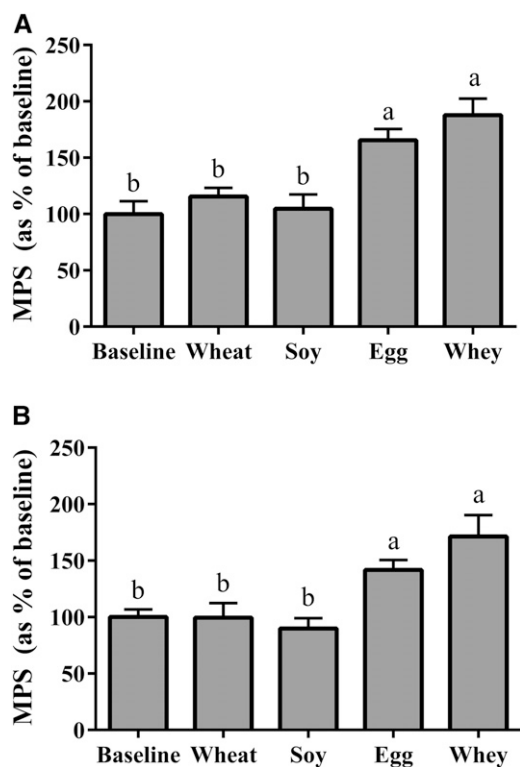 A
MPS (as % of baseline)
250
200
150
100
50
0
b
b
b
a
a
Baseline
Wheat
Soy
Egg
Whey
B
MPS (as % of baseline)
250
200
150
100
50
0
b
b
b
a
a
Baseline
Wheat
Soy
Egg
Whey